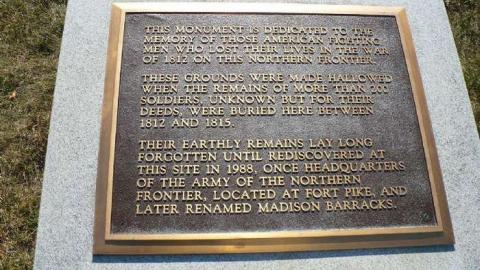 THIS MONUMENT IS DEDICATED TO THE
MEMORY OF THOSE AMERICAN FIGHTING
MEN WHO LOST THEIR LIVES IN THE WAR
OF 1812 ON THIS NORTHERN FRONTIER.
THESE GROUNDS WERE MADE HALLOWED
WHEN THE REMAINS OF MORE THAN 200
SOLDIERS, UNKNOWN BUT FOR THEIR
DEEDS, WERE BURIED HERE BETWEEN
1812 AND 1815.
THEIR EARTHLY REMAINS LAY LONG
FORGOTTEN UNTIL REDISCOVERED AT
THIS SITE IN 1988, ONCE HEADQUARTERS
OF THE ARMY OF THE NORTHERN
FRONTIER, LOCATED AT FORT PIKE, AND
LATER RENAMED MADISON BARRACKS.